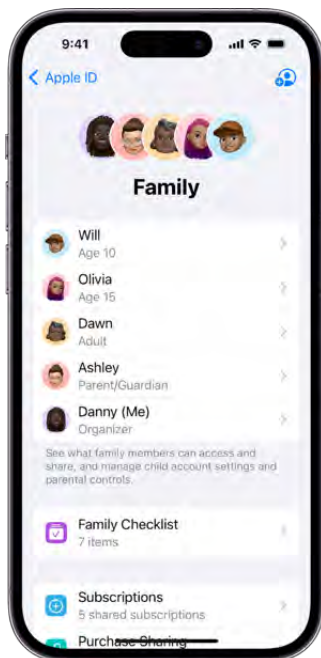 9:41
Apple ID
Family
Will
Age 10
Olivia
Age 15
Dawn
Adult
Ashley
Parent/Guardian
Danny (Me)
Organizer
See what family members can access and
share, and manage child account settings and
parental controls.
Family Checklist
7 items
Subscriptions
5 shared subscriptions
Purchase Sharing